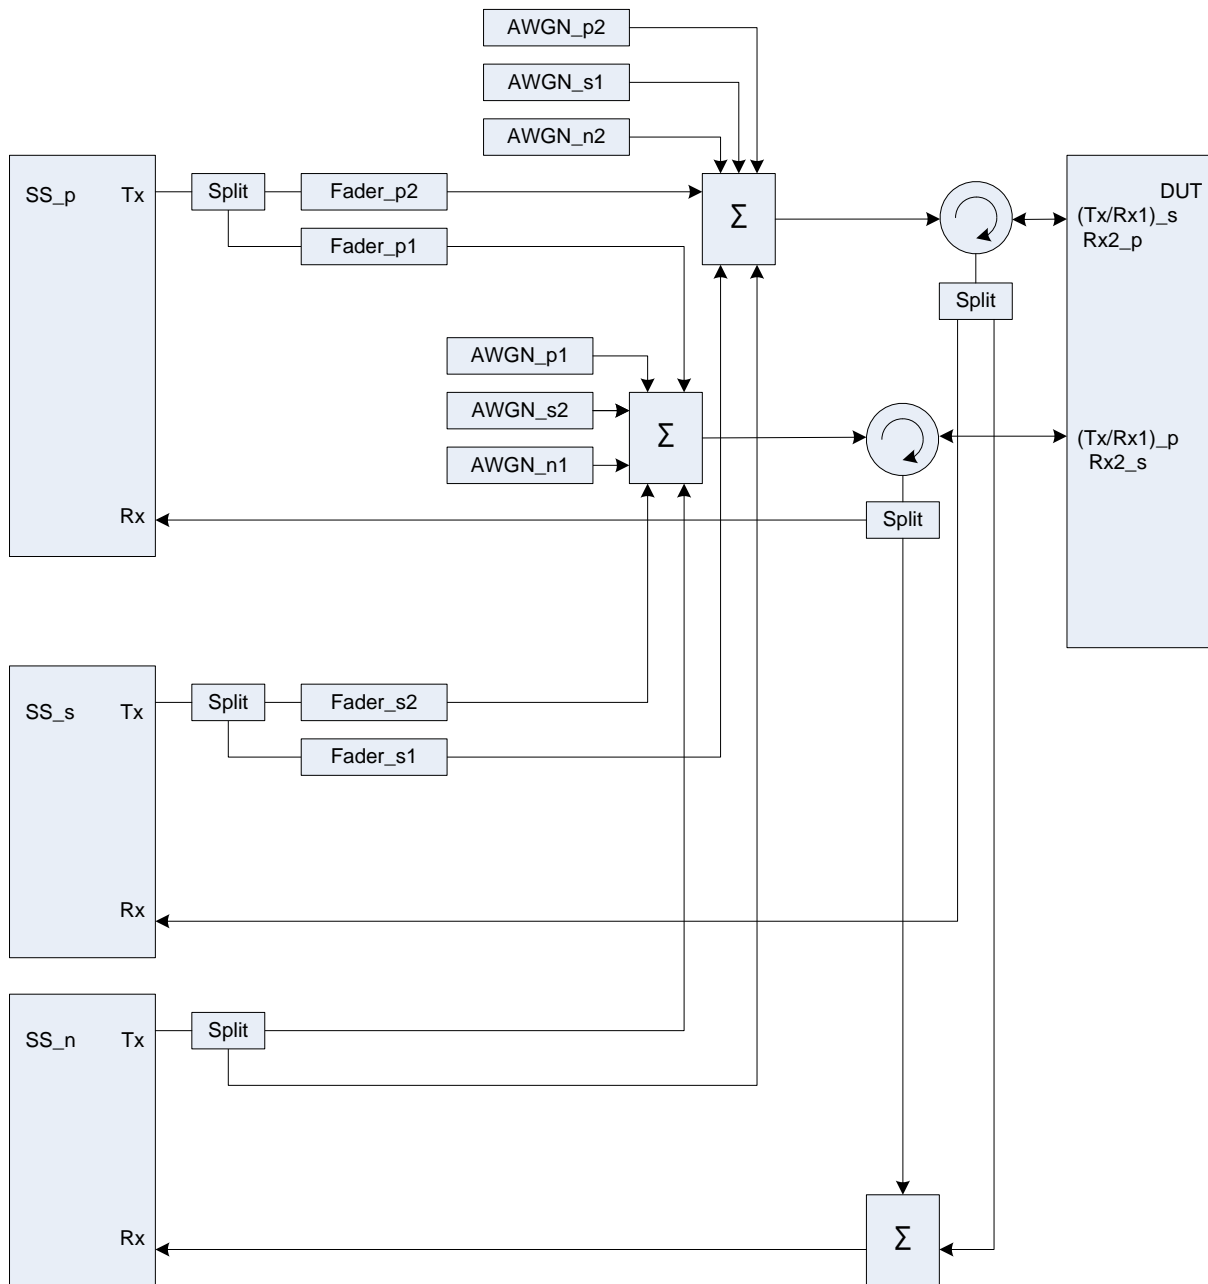 AWGN_p2
AWGN_s1
AWGN_n2
SS_p
Tx
Split
Fader_p2
Σ
DUT
(Tx/Rx1)_s
Rx2_p
Fader_p1
Split
AWGN_p1
AWGN_s2
Σ
(Tx/Rx1)_p
Rx2_s
AWGN_n1
Rx
Split
SS_s
Tx
Split
Fader_s2
Fader_s1
Rx
SS_n
Tx
Split
Rx
Σ